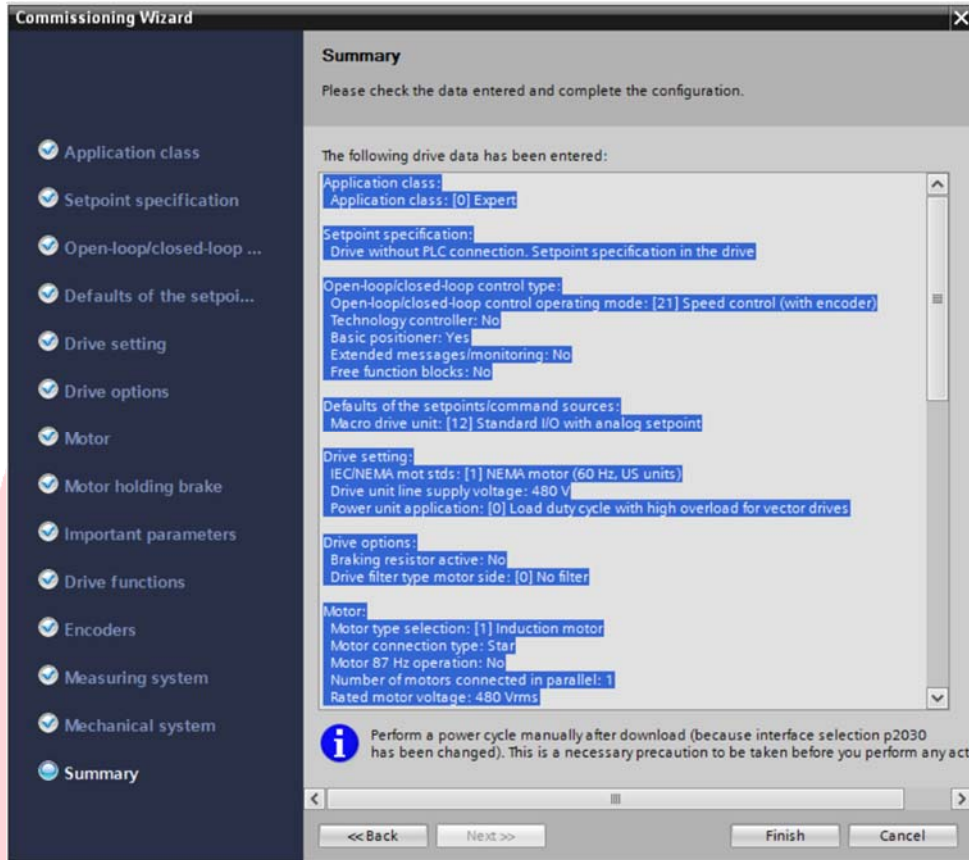 Commissioning Wizard
Application class
Setpoint specification
Open-loop/closed-loop ...
Defaults of the setpoi...
Drive setting
Drive options
Motor
Motor holding brake
Important parameters
Drive functions
Encoders
Measuring system
Mechanical system
Summary
Summary
Please check the data entered and complete the configuration.
The following drive data has been entered:
Application class:
Application class: [0] Expert
Setpoint specification:
Drive without PLC connection. Setpoint specification in the drive
Open-loop/closed-loop control type:
Open-loop/closed-loop control operating mode: [21] Speed control (with encoder)
Technology controller: No
Basic positioner: Yes
Extended messages/monitoring: No
Free function blocks: No
Defaults of the setpoints/command sources:
Macro drive unit: [12] Standard I/O with analog setpoint
Drive setting:
IEC/NEMA mot stds: [1] NEMA motor (60 Hz, US units)
Drive unit line supply voltage: 480 V
Power unit application: [0] Load duty cycle with high overload for vector drives
Drive options:
Braking resistor active: No
Drive filter type motor side: [0] No filter
Motor:
Motor type selection: [1] Induction motor
Motor connection type: Star
Motor 87 Hz operation: No
Number of motors connected in parallel: 1
Rated motor voltage: 480 Vrms
Perform a power cycle manually after download (because interface selection p2030
has been changed). This is a necessary precaution to be taken before you perform any act
<< Back
Next >>
Finish
Cancel